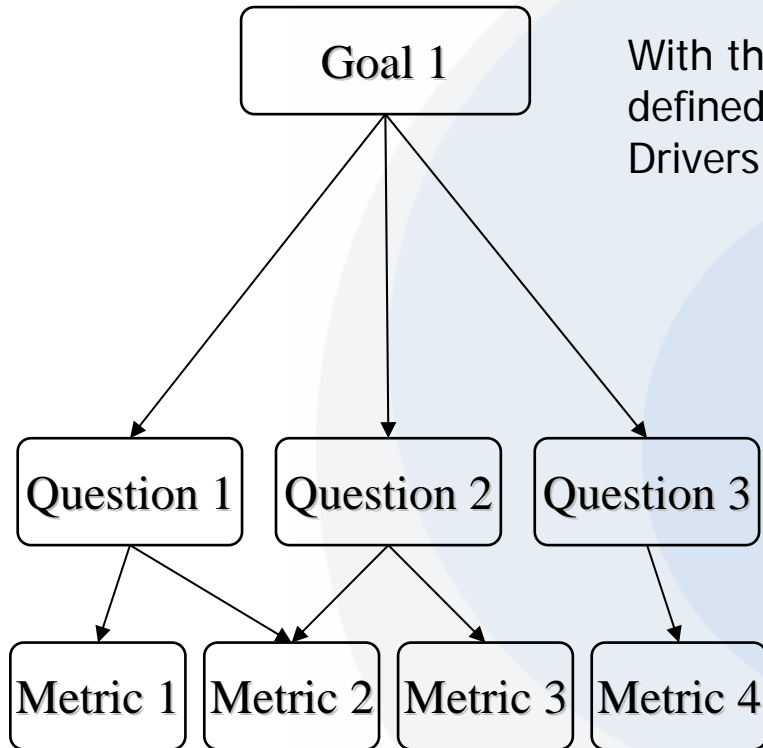 Goal 1
With th
defined
Drivers
Question 1
Question 2
Question 3
Metric 1
Metric 2
Metric 3
Metric 4